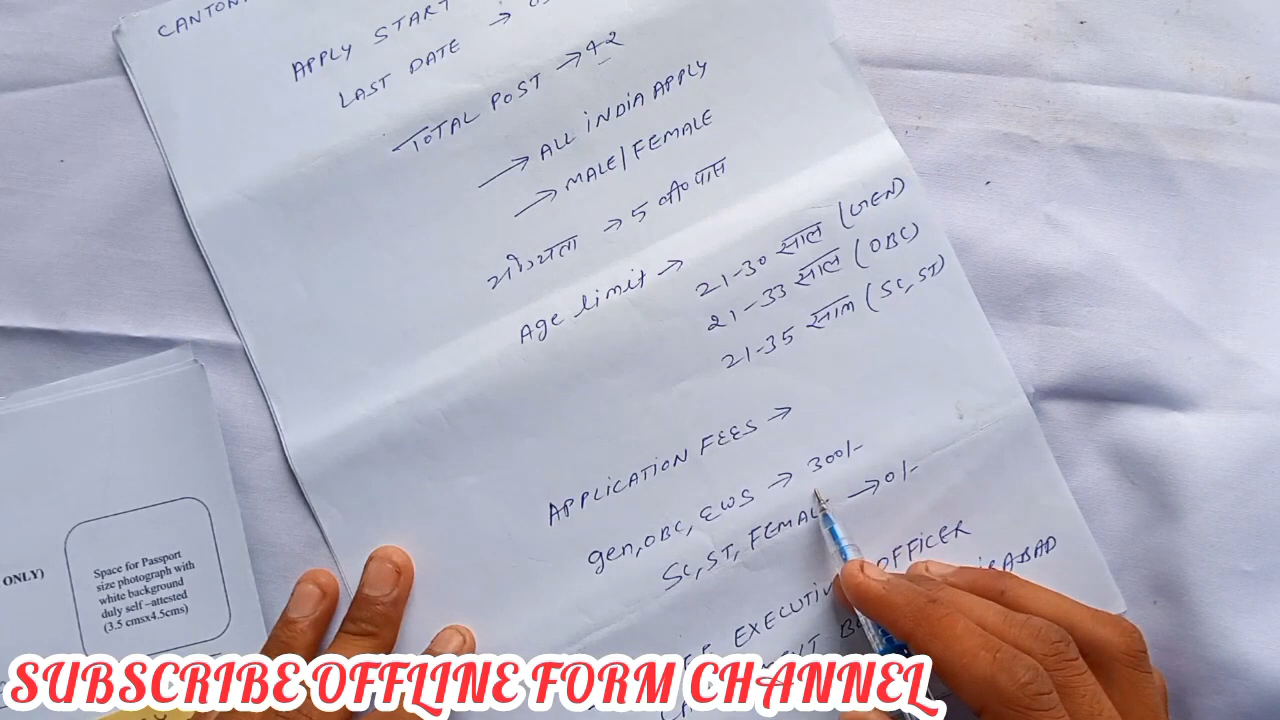 APPLY START
LAST DATE →
TOTAL POST → 42
→ ALL INDIA APPLY
→ MALE/FEMALE
योग्यता → 5 वी० पास
Age limit →
21-30 साल (GEN)
21-33 साल (OBC)
21-35 साल (SC, ST)
APPLICATION FEES →
gen, OBC, EWS → 300/-
SC, ST, FEMALE → 0/-
EXECUTIVE OFFICER
ONLY)
Space for Passport
size photograph with
white background
duly self –attested
(3.5 cmsx4.5cms)
SUBSCRIBE OFFLINE FORM CHANNEL